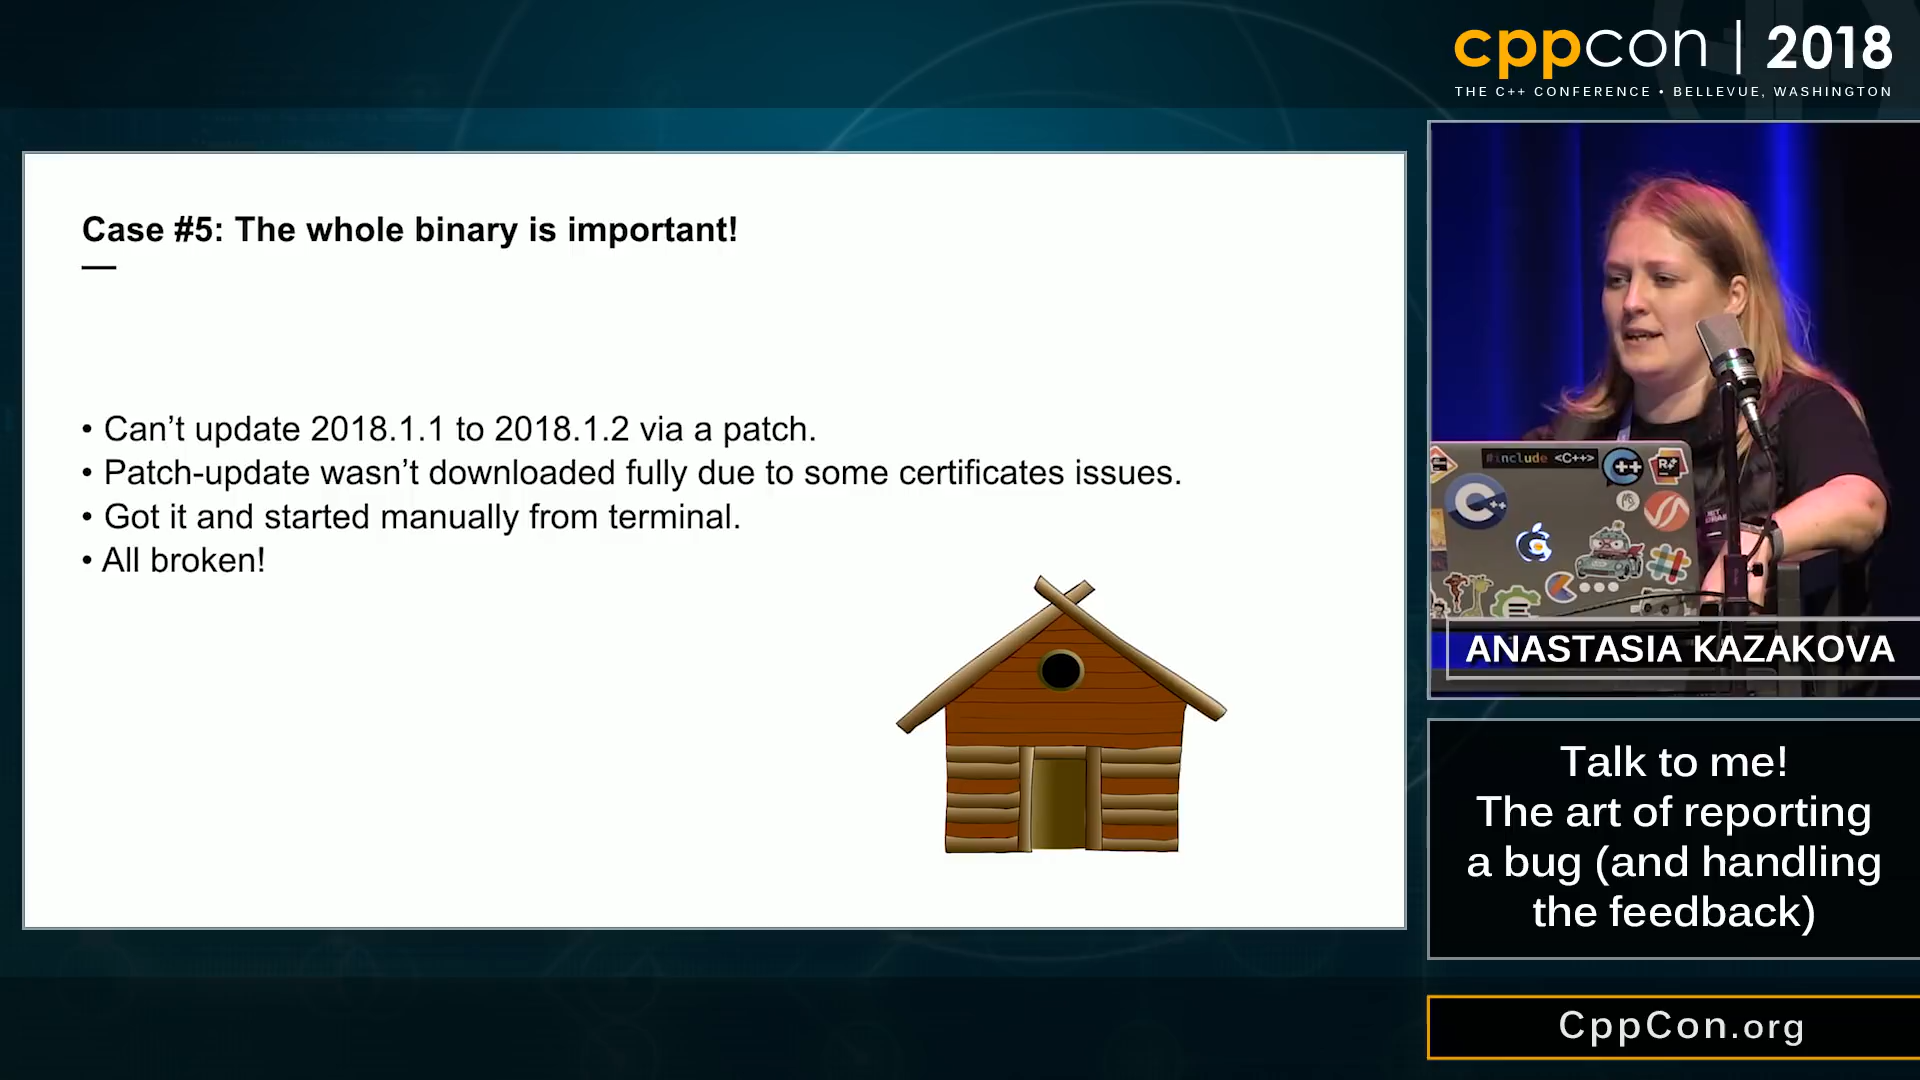 cppcon | 2018
THE C++ CONFERENCE • BELLEVUE, WASHINGTON
Case #5: The whole binary is important!
• Can’t update 2018.1.1 to 2018.1.2 via a patch.
• Patch-update wasn’t downloaded fully due to some certificates issues.
• Got it and started manually from terminal.
• All broken!
#include <C++>
C++
R++
C++
ANASTASIA KAZAKOVA
Talk to me!
The art of reporting
a bug (and handling
the feedback)
CppCon.org